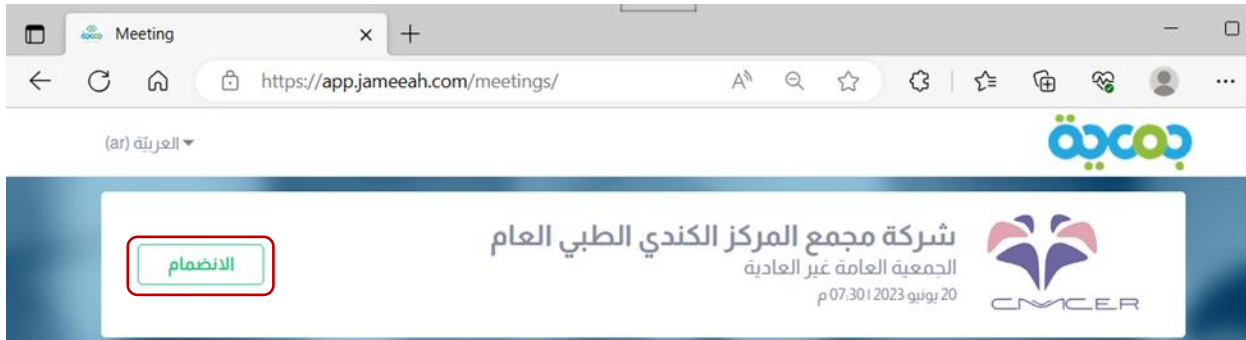 Meeting
https://app.jameeah.com/meetings/
العربيّة (ar)
جمعية
شركة مجمع المركز الكندي الطبي العام
الجمعية العامة غير العادية
20 يونيو 2023 | 07:30 م
الانضمام
CMCER